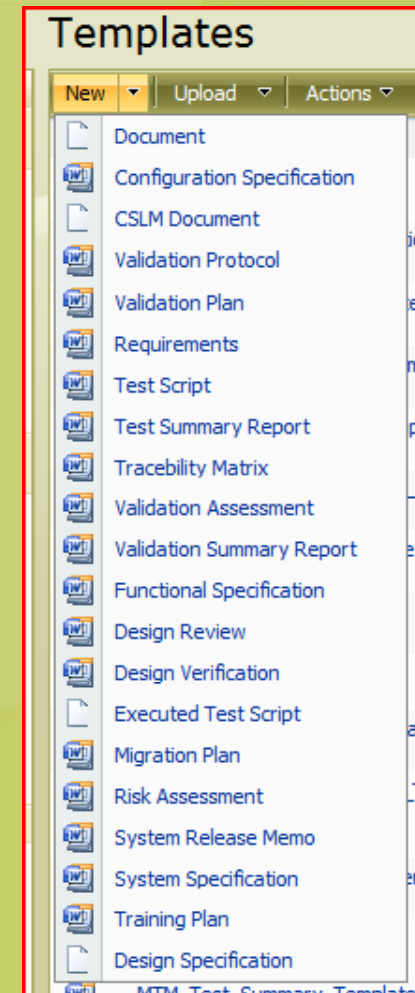 Templates
New Upload Actions
Document
Configuration Specification
CSLM Document
Validation Protocol
Validation Plan
Requirements
Test Script
Test Summary Report
Tracebility Matrix
Validation Assessment
Validation Summary Report
Functional Specification
Design Review
Design Verification
Executed Test Script
Migration Plan
Risk Assessment
System Release Memo
System Specification
Training Plan
Design Specification
MTM_Test_Summary_Template